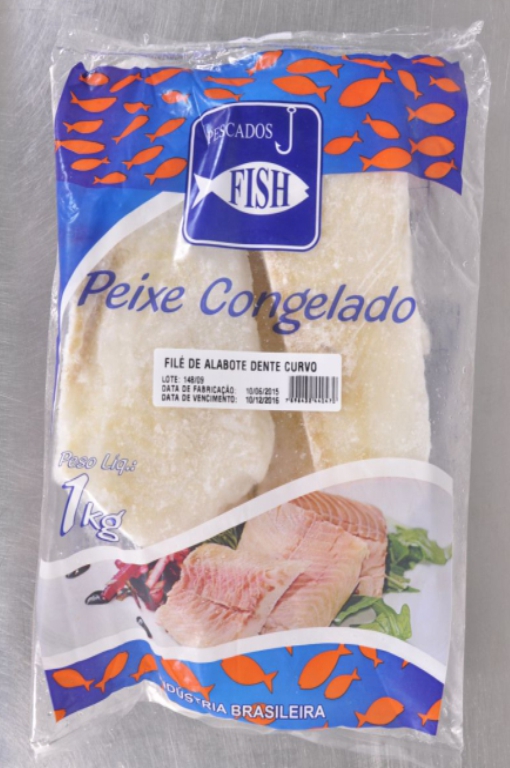 PESCADOS
FISH
Peixe Congelado
FILÉ DE ALABOTE DENTE CURVO
LOTE: 148/09
DATA DE FABRICAÇÃO: 10/06/2015
DATA DE VENCIMENTO: 10/12/2016
Peso Líq.:
1kg
INDÚSTRIA BRASILEIRA